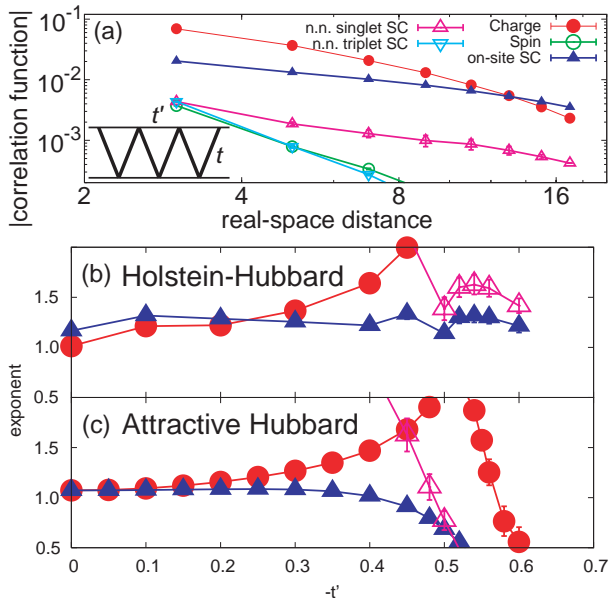 (a)
n.n. singlet SC
n.n. triplet SC
Charge
Spin
on-site SC
|correlation function|
10^-1
10^-2
10^-3
t'
t
2 4 8 16
real-space distance
(b) Holstein-Hubbard
1.5
1.0
0.5
exponent
(c) Attractive Hubbard
1.5
1.0
0.5
0 0.1 0.2 0.3 0.4 0.5 0.6 0.7
-t'